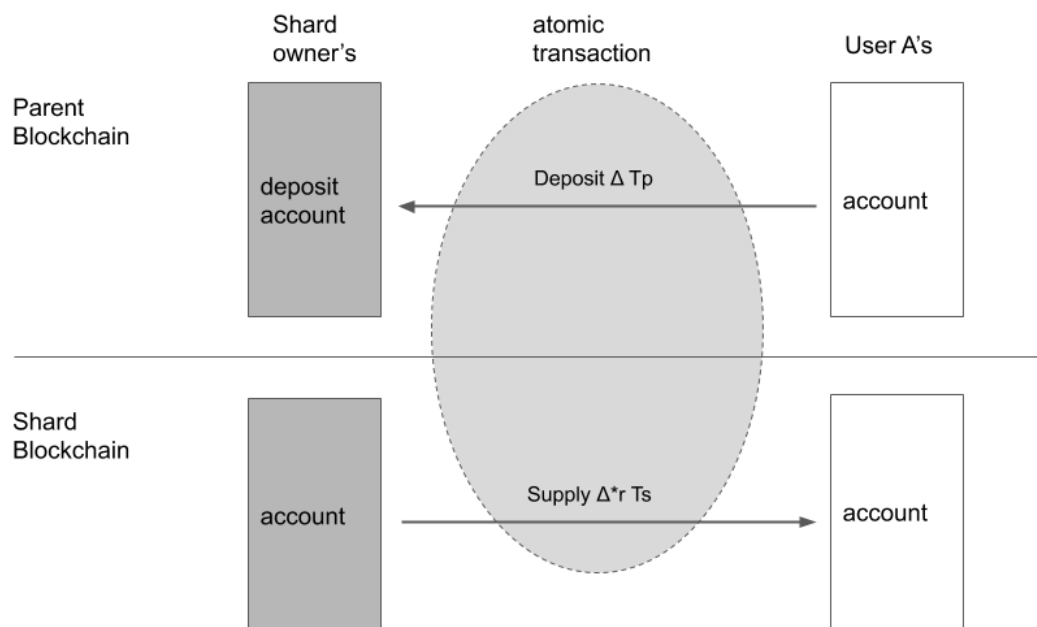 Shard
owner's
atomic
transaction
User A's
Parent
Blockchain
deposit
account
Deposit Δ Tp
account
Shard
Blockchain
account
Supply Δ*r Ts
account